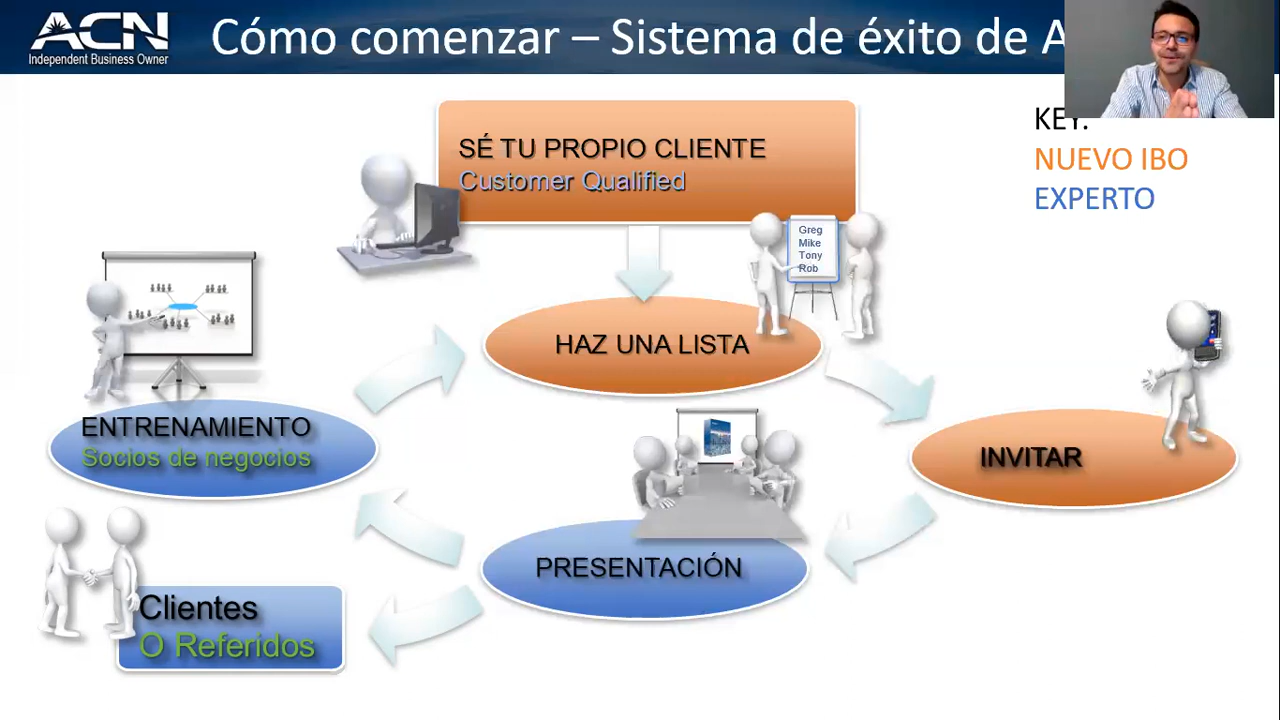 ACN
Independent Business Owner
Cómo comenzar – Sistema de éxito de A
KEY:
NUEVO IBO
EXPERTO
SÉ TU PROPIO CLIENTE
Customer Qualified
Greg
Mike
Tony
Rob
HAZ UNA LISTA
ENTRENAMIENTO
Socios de negocios
INVITAR
PRESENTACIÓN
Clientes
O Referidos